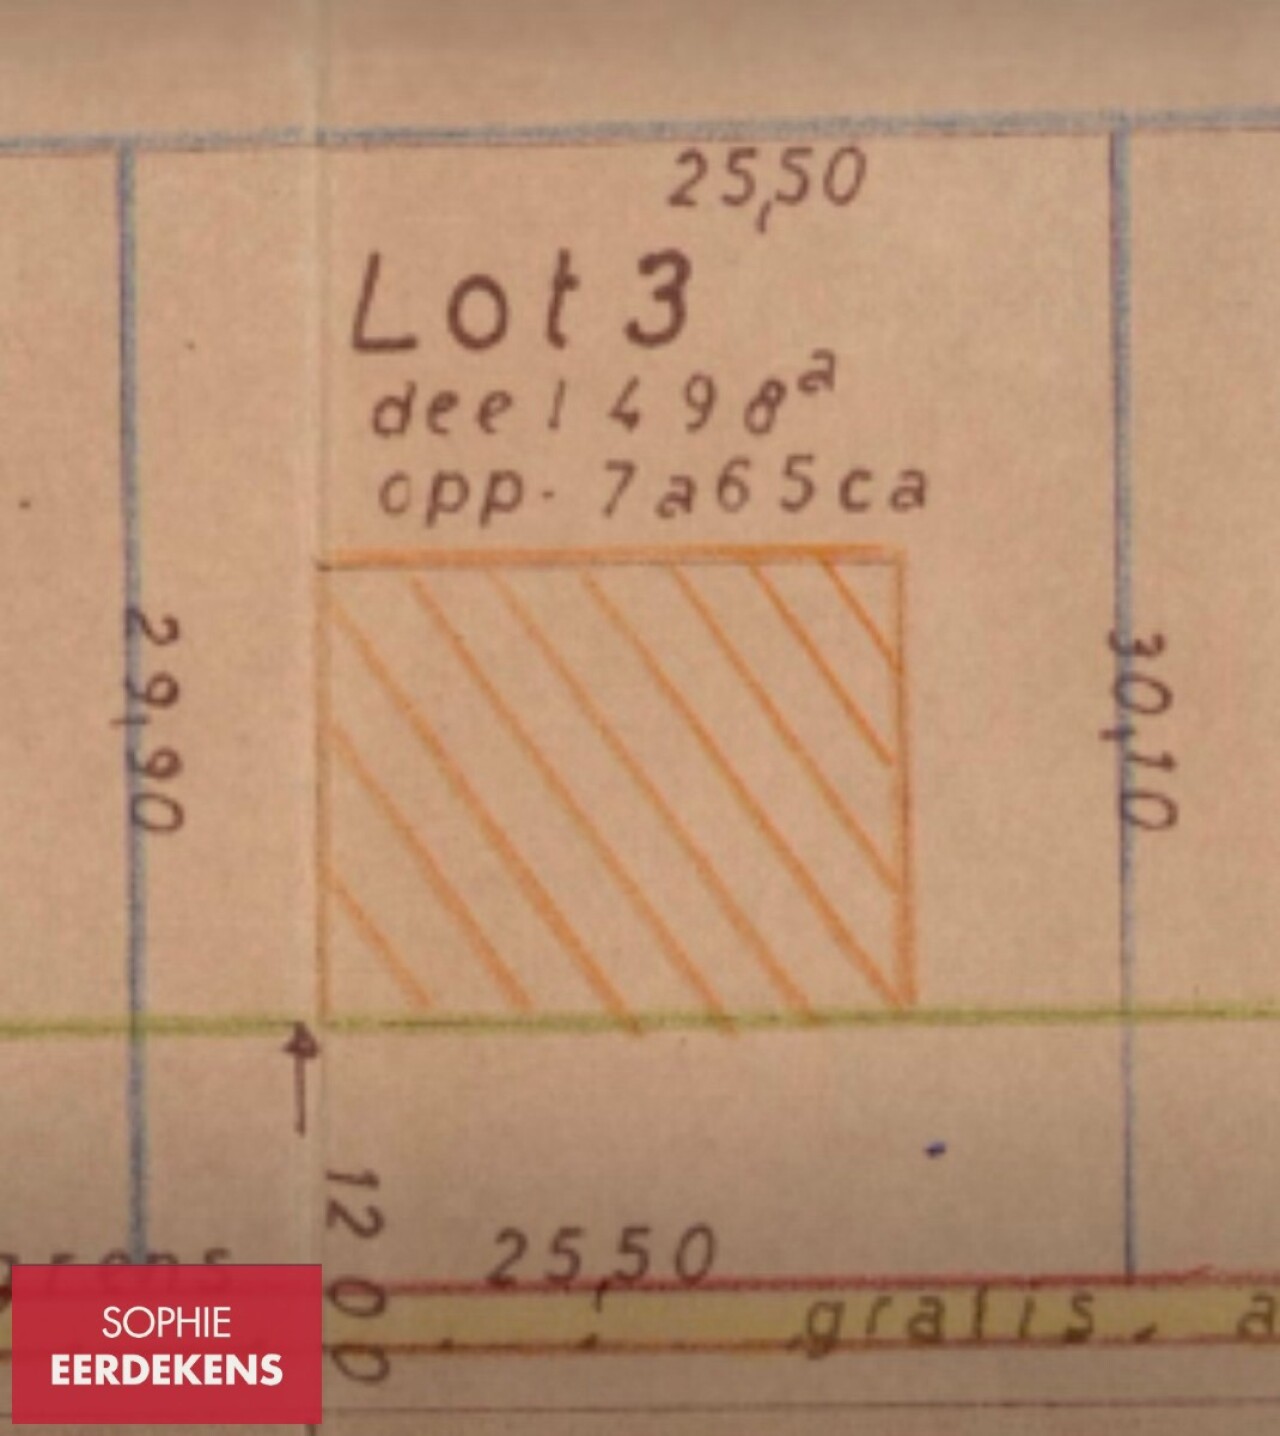 25,50
Lot 3
deel 498a
opp. 7a65ca
29,90
30,10
12 00
25,50
gratis. a
SOPHIE
EERDEKENS